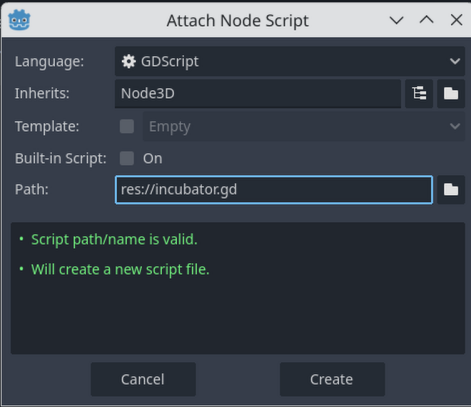 Attach Node Script
Language: GDScript
Inherits: Node3D
Template: Empty
Built-in Script: On
Path: res://incubator.gd
• Script path/name is valid.
• Will create a new script file.
Cancel Create